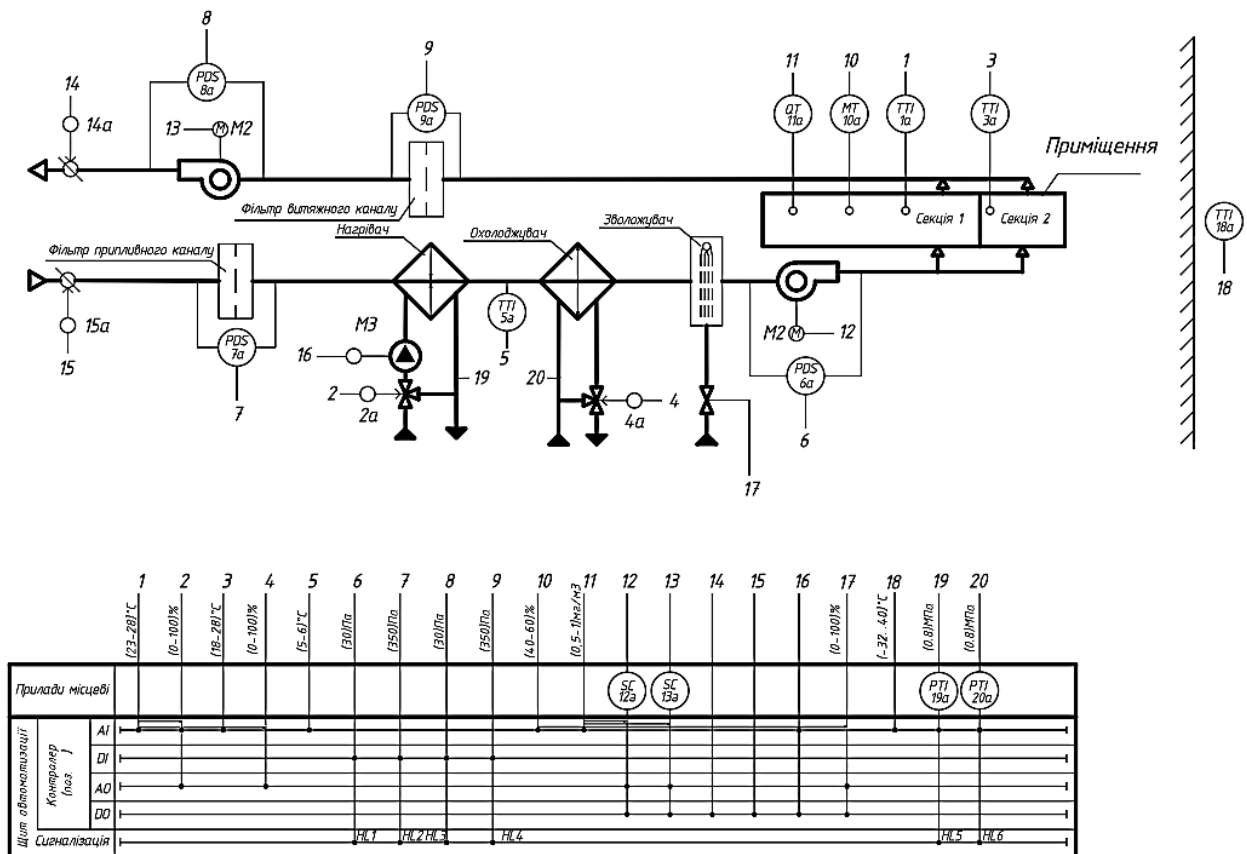 8
9
11
10
1
3
14
PDS
8a
14a
13
M
M2
PDS
9a
QT
11a
MT
10a
TTI
1a
TTI
3a
Приміщення
Фільтр витяжного каналу
Секція 1
Секція 2
TTI
18a
18
Фільтр припливного каналу
Нагрівач
Охолоджувач
Зволожувач
15a
15
PDS
7a
7
М3
16
2
2a
19
TTI
5a
5
20
4
4a
M2
M
12
PDS
6a
6
17
1 2 3 4 5 6 7 8 9 10 11 12 13 14 15 16 17 18 19 20
(23-28)°C
(0-100)%
(18-28)°C
(0-100)%
(5-6)°C
(30)Па
(350)Па
(30)Па
(350)Па
(40-60)%
(0,5-1)мг/м3
(0-100)%
(-32..40)°C
(0.8)МПа
(0.8)МПа
Прилади місцеві
SC
12a
SC
13a
PTI
19a
PTI
20a
Щит автоматизації
Контролер
(поз. )
AI
DI
AO
DO
Сигналізація
HL1 HL2 HL3 HL4 HL5 HL6